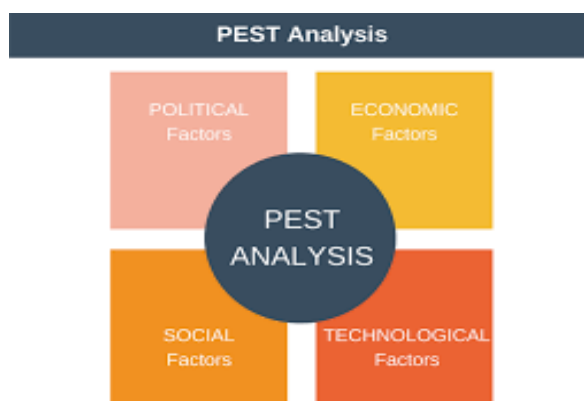 PEST Analysis
POLITICAL
Factors
ECONOMIC
Factors
PEST
ANALYSIS
SOCIAL
Factors
TECHNOLOGICAL
Factors